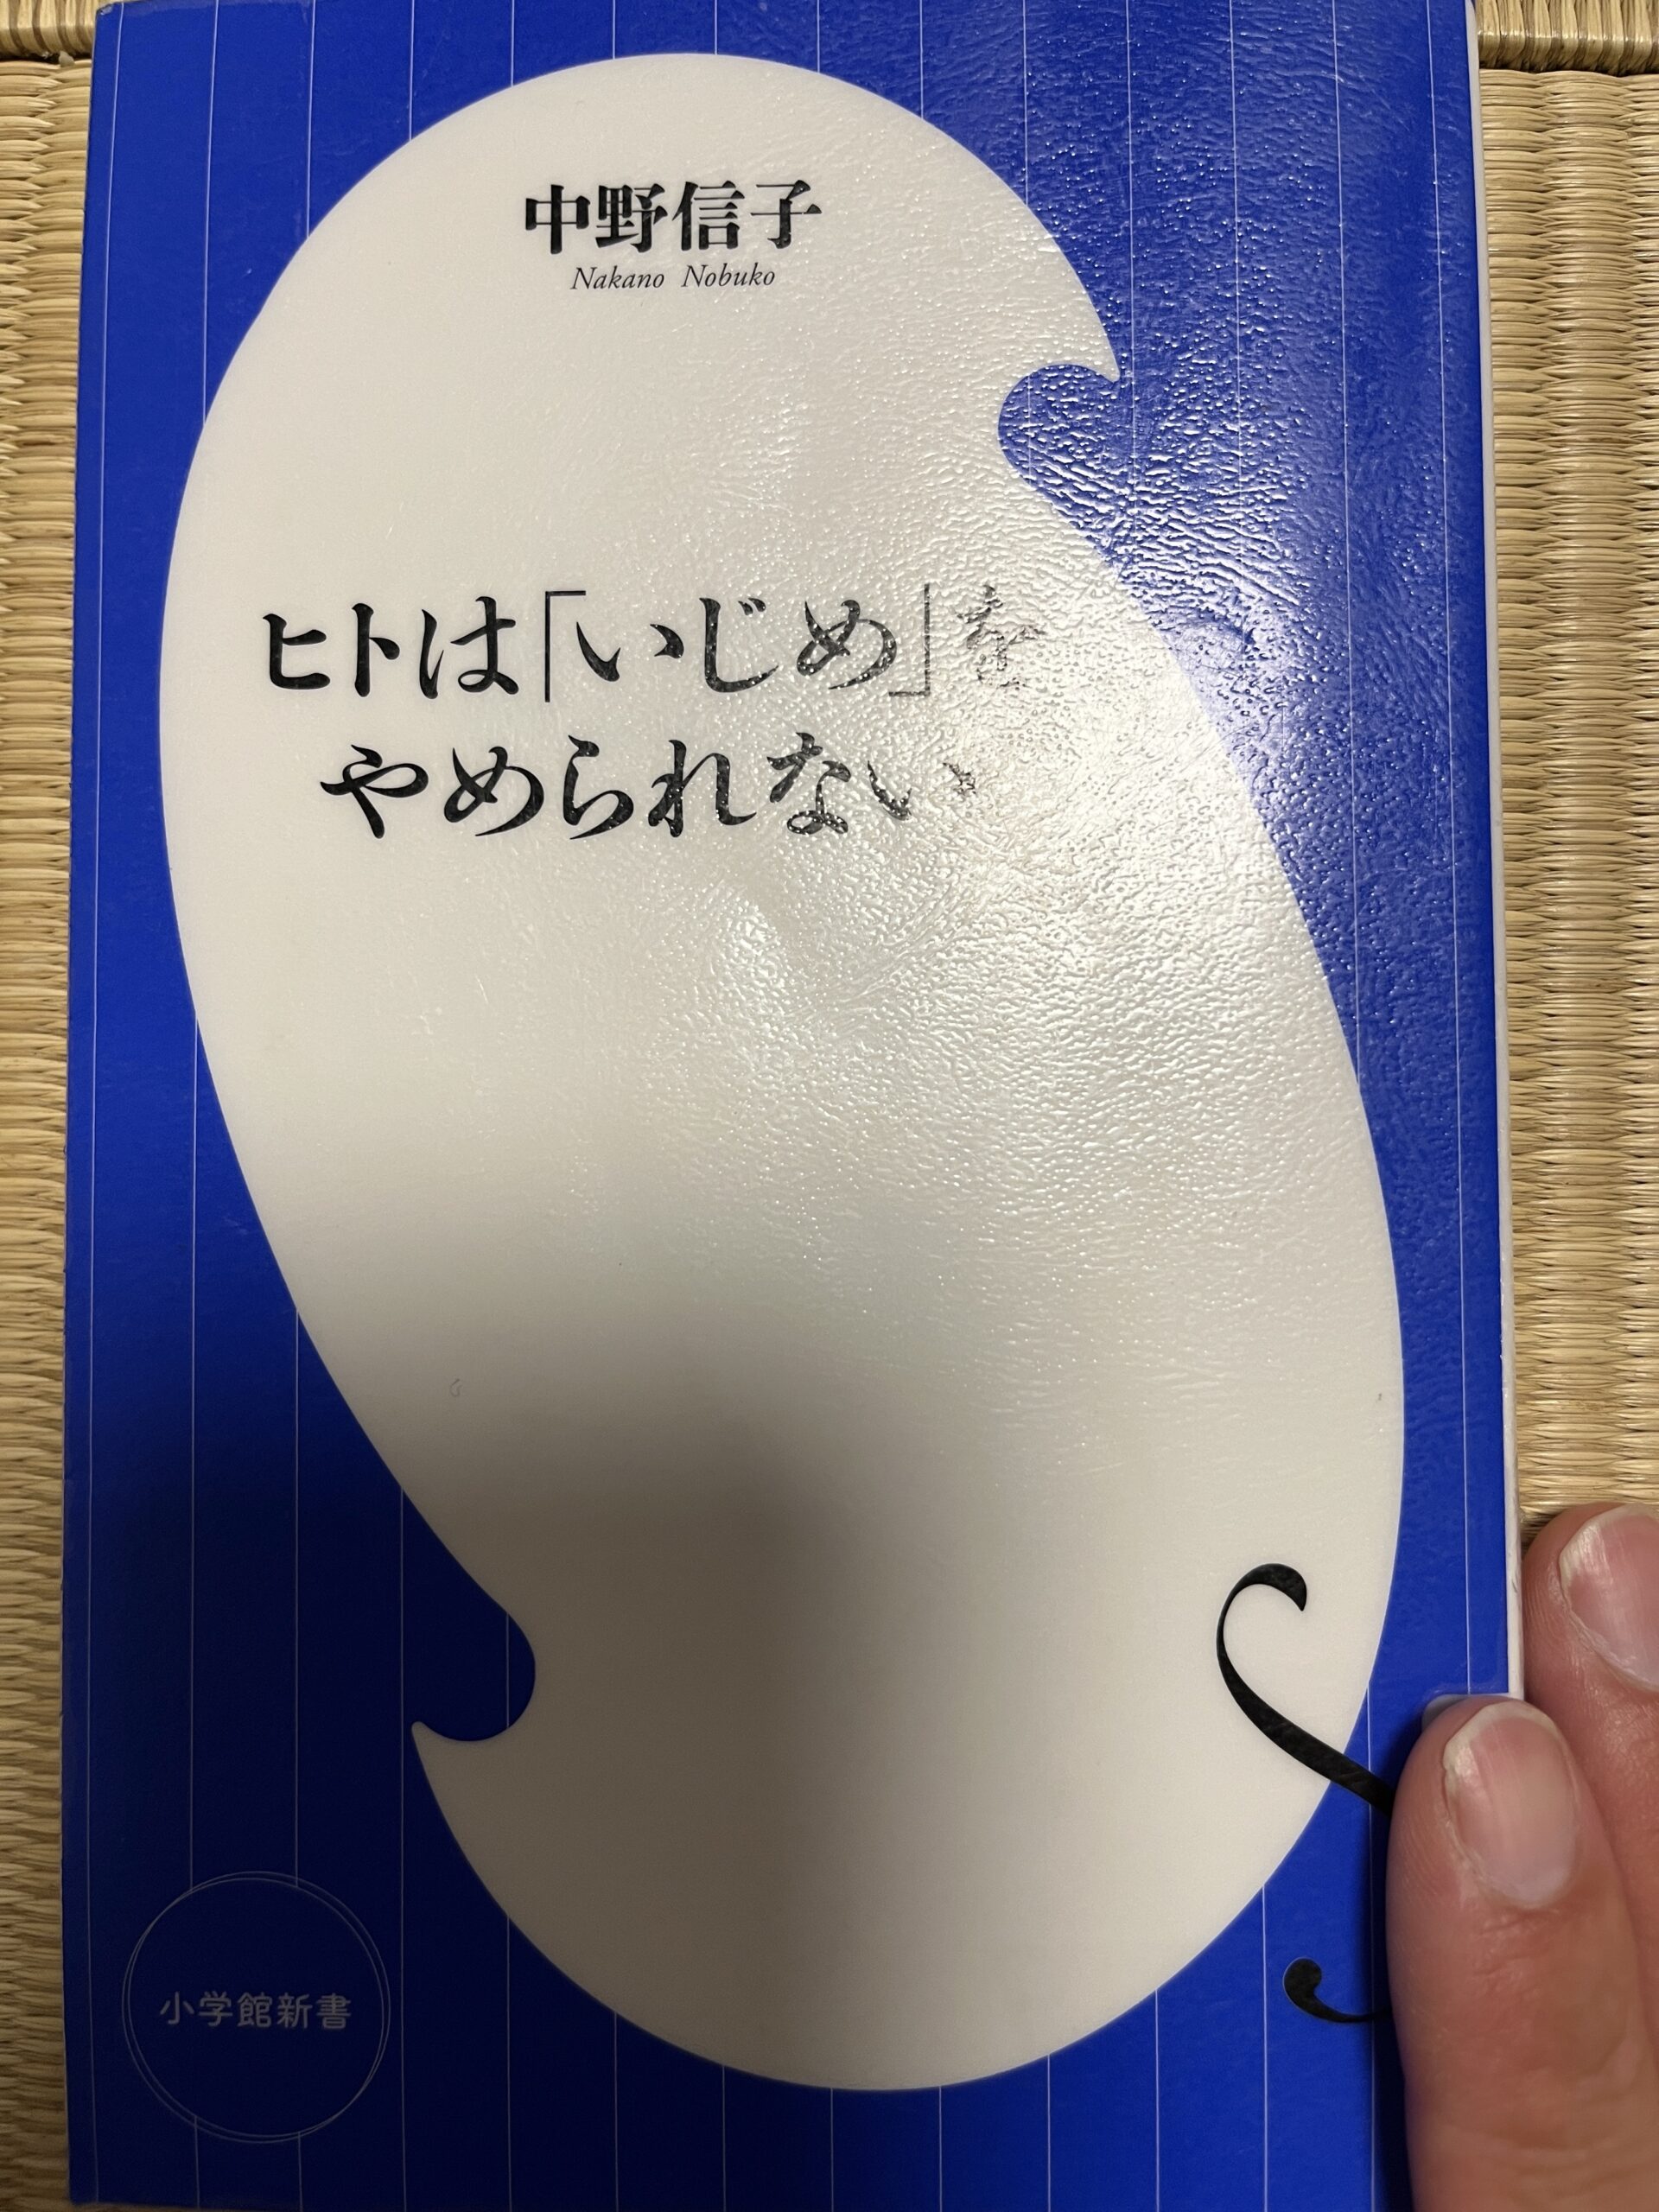 中野信子
Nakano Nobuko
ヒトは「いじめ」を
やめられない
小学館新書